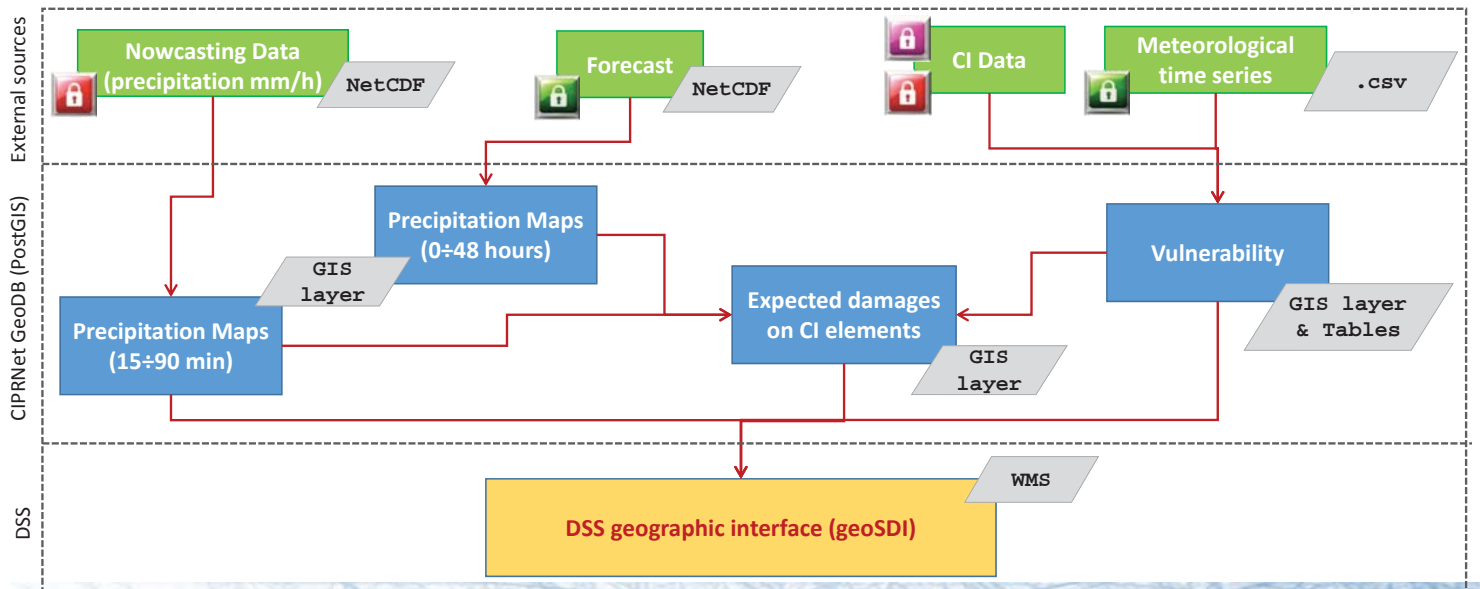 External sources
Nowcasting Data
(precipitation mm/h)
NetCDF
Forecast
NetCDF
CI Data
Meteorological
time series
.csv
CIPRNet GeoDB (PostGIS)
Precipitation Maps
(0÷48 hours)
GIS
layer
Precipitation Maps
(15÷90 min)
Expected damages
on CI elements
GIS
layer
Vulnerability
GIS layer
& Tables
DSS
WMS
DSS geographic interface (geoSDI)